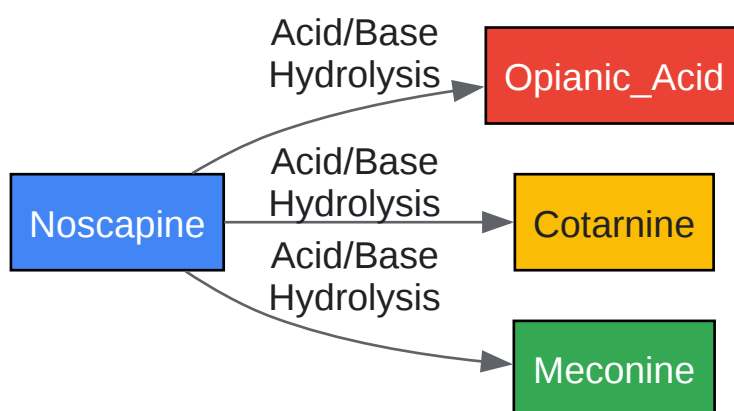 Acid/Base
Hydrolysis
Opianic_Acid
Noscapine
Acid/Base
Hydrolysis
Cotarnine
Acid/Base
Hydrolysis
Meconine